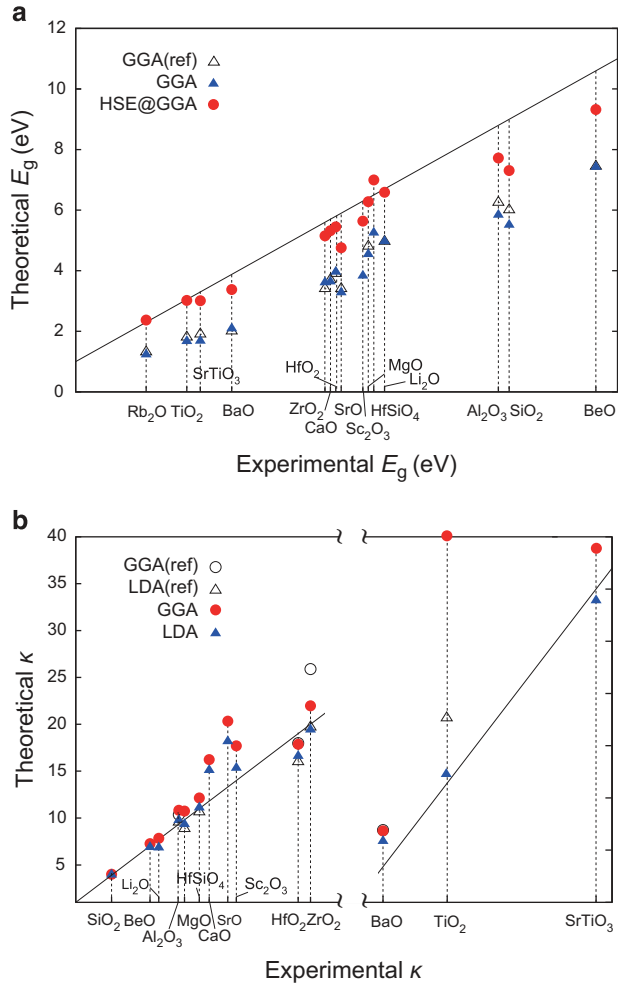 a
GGA(ref)
GGA
HSE@GGA
12
10
8
6
4
2
0
Theoretical Eg (eV)
SrTiO3
HfO2
MgO
Li2O
Rb2O TiO2 BaO ZrO2 SrO HfSiO4 Al2O3 SiO2 BeO
CaO Sc2O3
Experimental Eg (eV)
b
GGA(ref)
LDA(ref)
GGA
LDA
40
35
30
25
20
15
10
5
Theoretical κ
Li2O HfSiO4 Sc2O3
SiO2 BeO MgO SrO HfO2 ZrO2 BaO TiO2 SrTiO3
Al2O3 CaO
Experimental κ